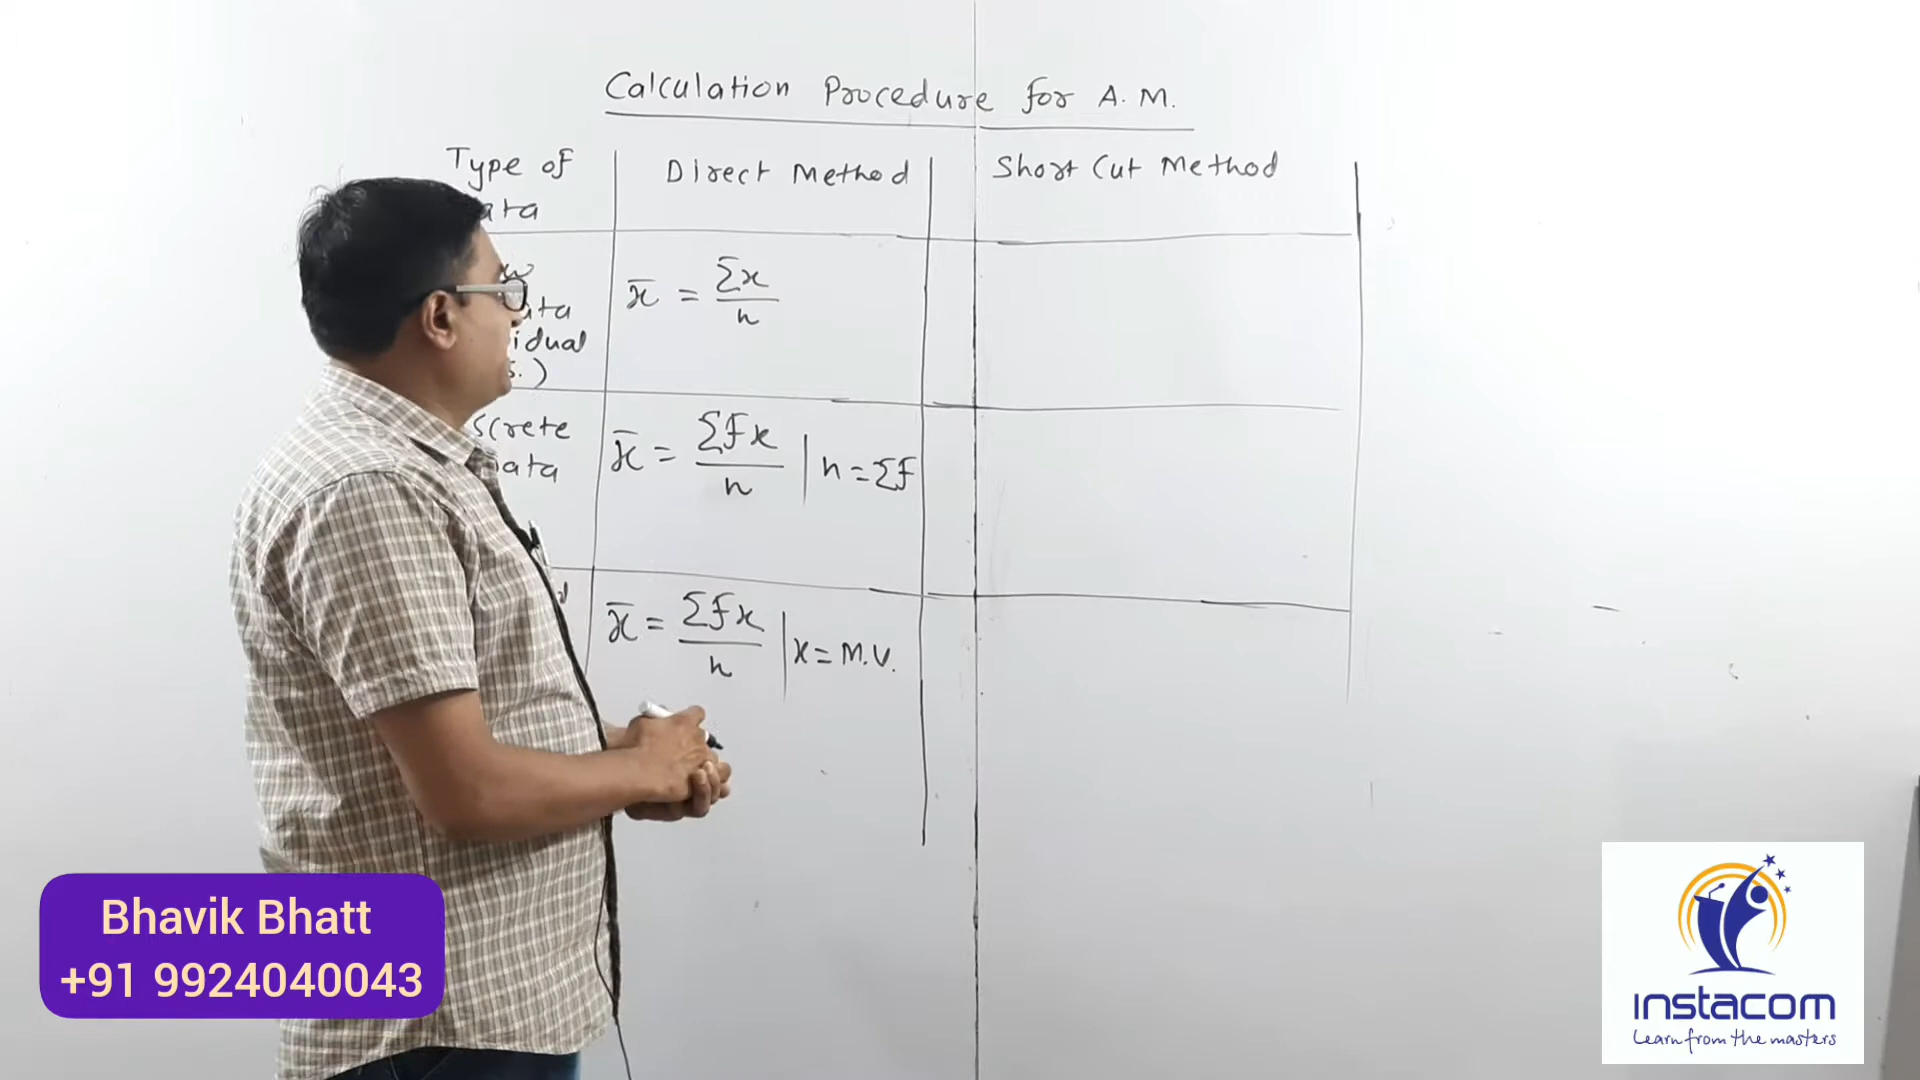 Calculation Procedure for A.M.
Type of
Direct Method
Short Cut Method
x̄ = Σx / n
x̄ = Σfx / n | n = Σf
x̄ = Σfx / n | x = M.V.
Bhavik Bhatt
+91 9924040043
instacom
Learn from the masters